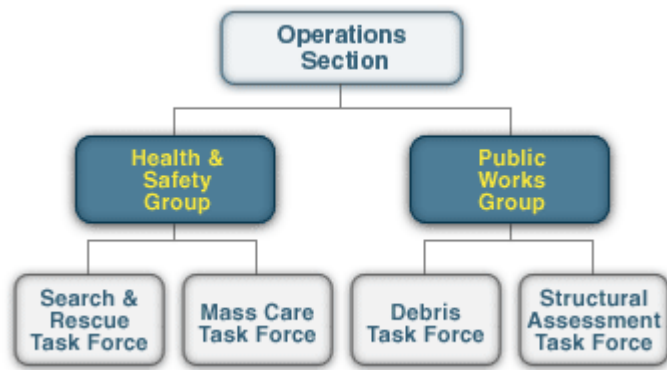 Operations
Section
Health &
Safety
Group
Public
Works
Group
Search &
Rescue
Task Force
Mass Care
Task Force
Debris
Task Force
Structural
Assessment
Task Force